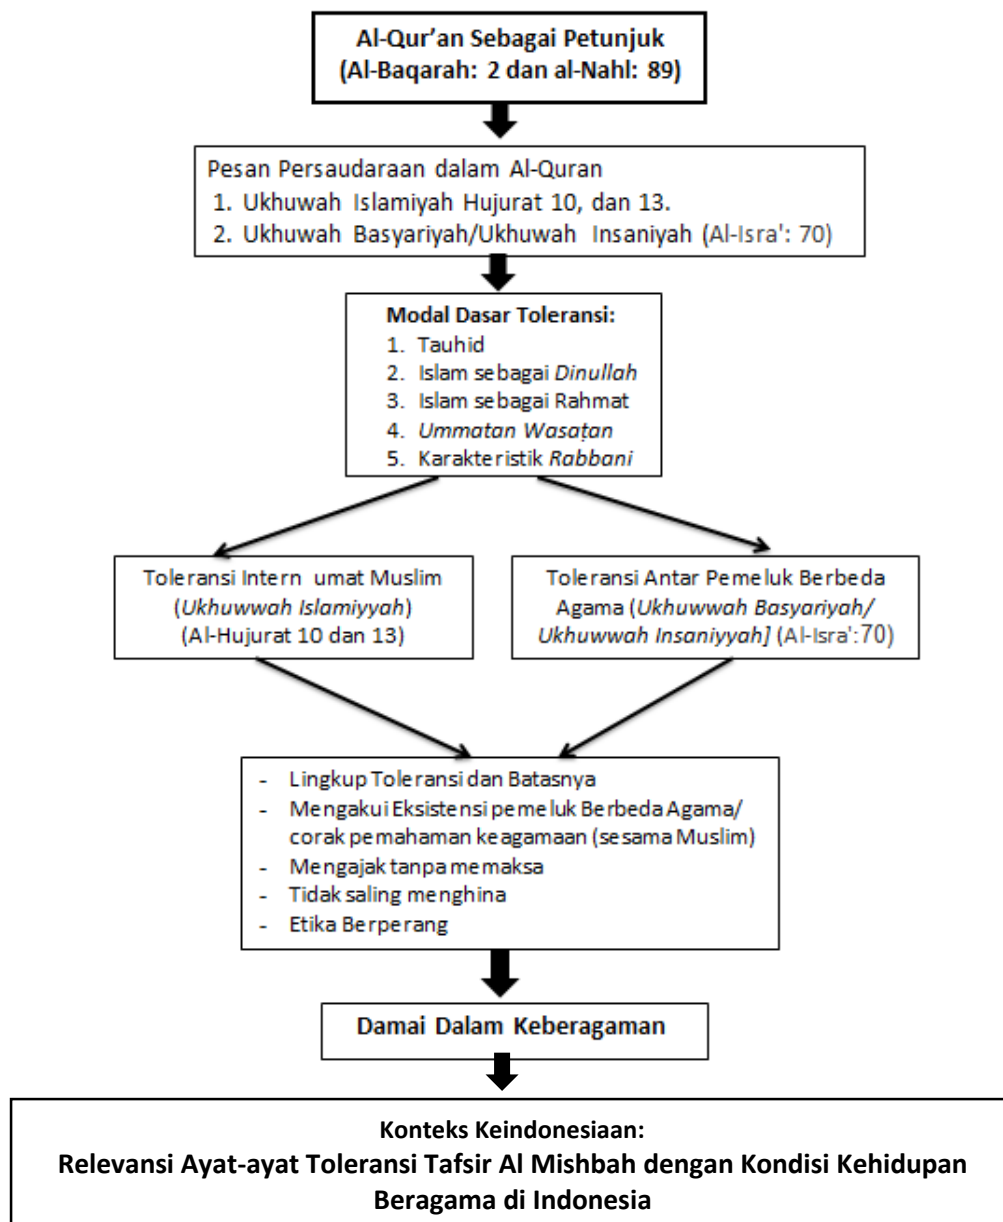 Al-Qur’an Sebagai Petunjuk
(Al-Baqarah: 2 dan al-Nahl: 89)
Pesan Persaudaraan dalam Al-Quran
1. Ukhuwah Islamiyah Hujurat 10, dan 13.
2. Ukhuwah Basyariyah/Ukhuwah Insaniyah (Al-Isra': 70)
Modal Dasar Toleransi:
1. Tauhid
2. Islam sebagai Dinullah
3. Islam sebagai Rahmat
4. Ummatan Wasaṭan
5. Karakteristik Rabbani
Toleransi Intern umat Muslim
(Ukhuwwah Islamiyyah)
(Al-Hujurat 10 dan 13)
Toleransi Antar Pemeluk Berbeda
Agama (Ukhuwwah Basyariyah/
Ukhuwwah Insaniyyah] (Al-Isra':70)
- Lingkup Toleransi dan Batasnya
- Mengakui Eksistensi pemeluk Berbeda Agama/
corak pemahaman keagamaan (sesama Muslim)
- Mengajak tanpa memaksa
- Tidak saling menghina
- Etika Berperang
Damai Dalam Keberagaman
Konteks Keindonesiaan:
Relevansi Ayat-ayat Toleransi Tafsir Al Mishbah dengan Kondisi Kehidupan
Beragama di Indonesia